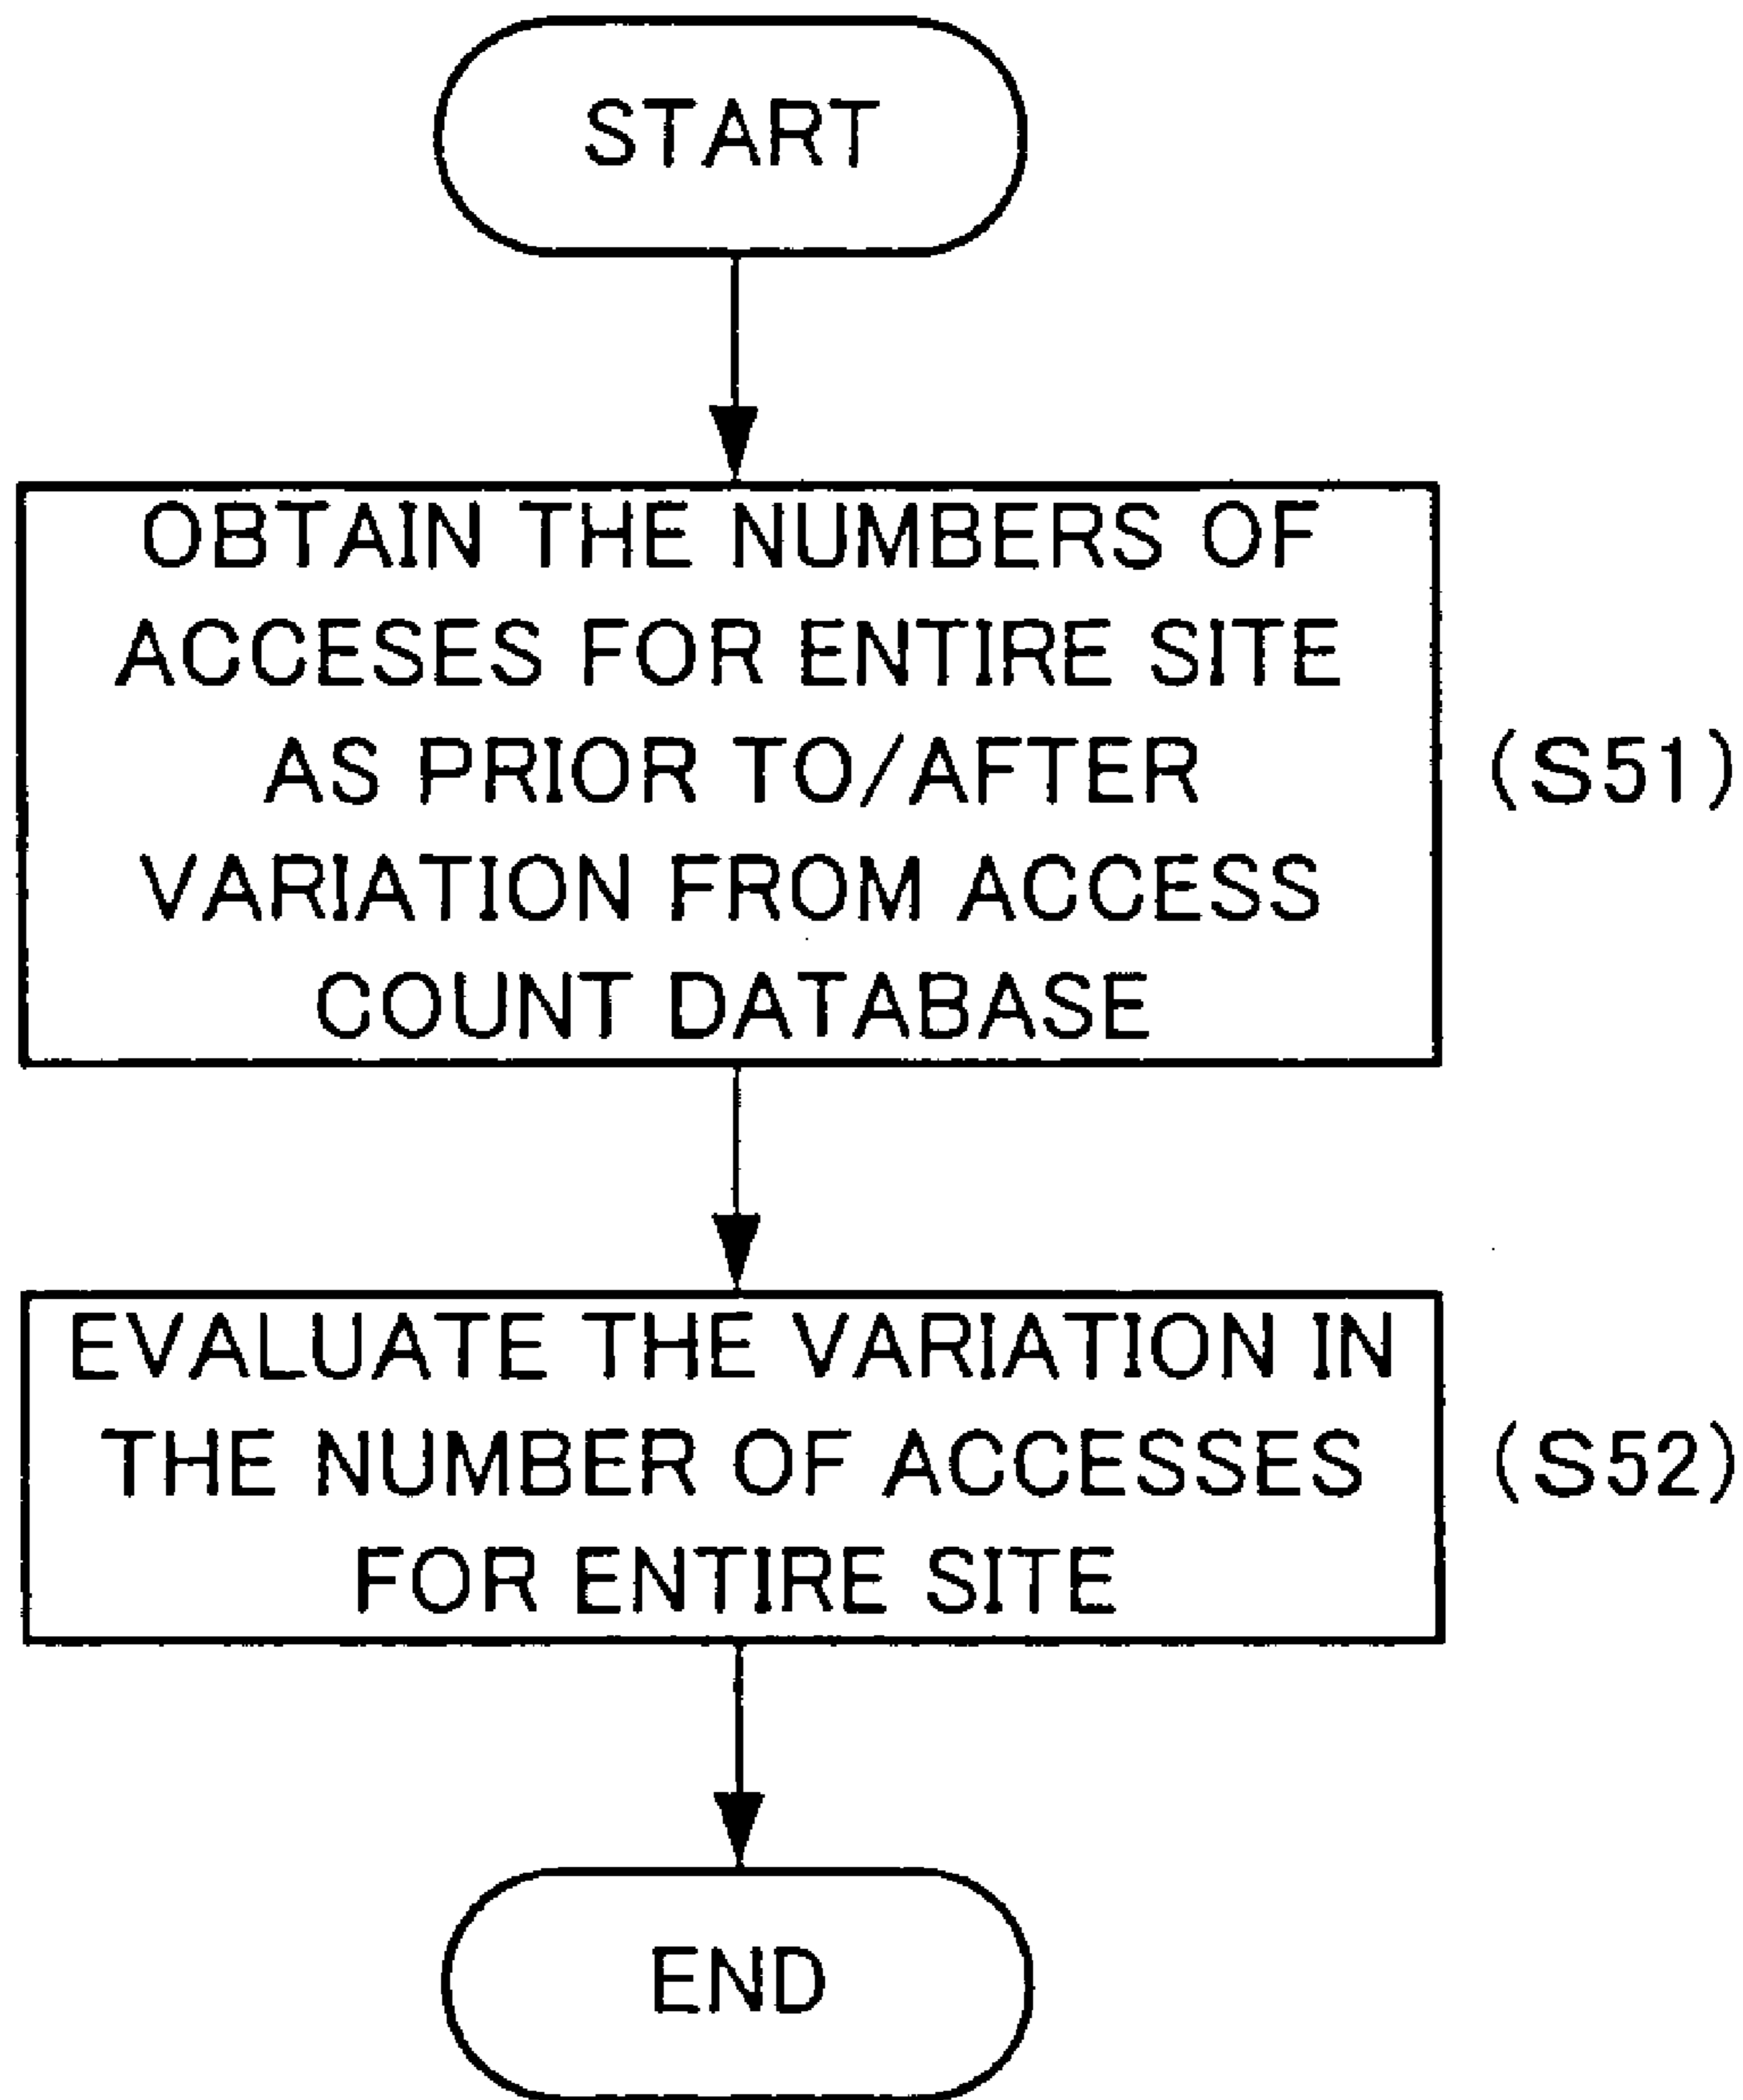 START
OBTAIN THE NUMBERS OF
ACCESES FOR ENTIRE SITE
AS PRIOR TO/AFTER
VARIATION FROM ACCESS
COUNT DATABASE
(S51)
EVALUATE THE VARIATION IN
THE NUMBER OF ACCESSES
FOR ENTIRE SITE
(S52)
END